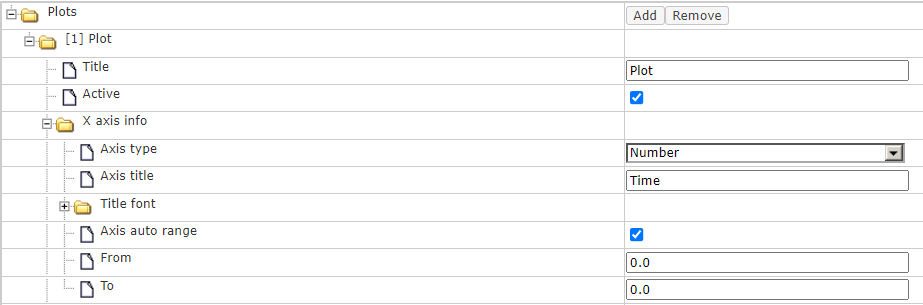 Plots Add Remove
[1] Plot
Title Plot
Active
X axis info
Axis type Number
Axis title Time
Title font
Axis auto range
From 0.0
To 0.0